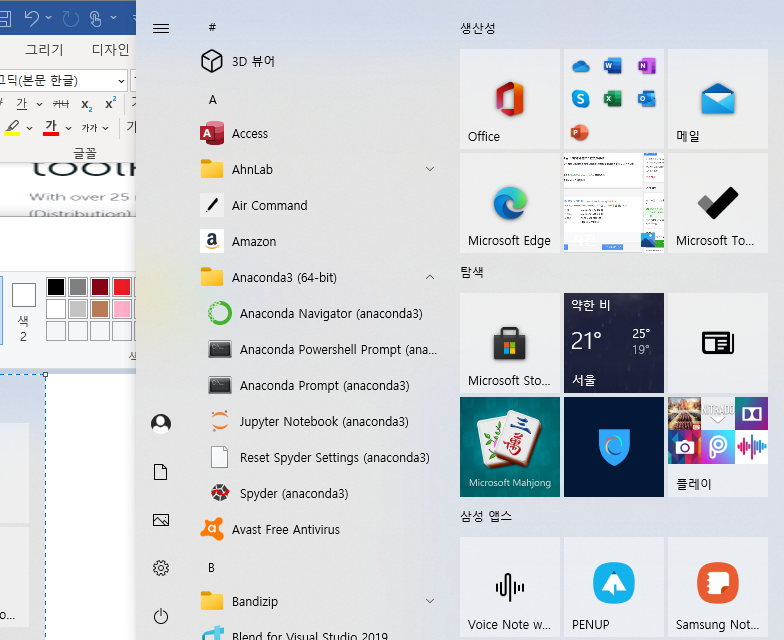 그리기 디자인
고딕(본문 한글)
가 가나 x₂ x²
가 가가
글꼴
With over 25
(Distribution)
색
2
#
3D 뷰어
A
Access
AhnLab
Air Command
Amazon
Anaconda3 (64-bit)
Anaconda Navigator (anaconda3)
Anaconda Powershell Prompt (ana...
Anaconda Prompt (anaconda3)
Jupyter Notebook (anaconda3)
Reset Spyder Settings (anaconda3)
Spyder (anaconda3)
Avast Free Antivirus
B
Bandizip
Blend for Visual Studio 2019
생산성
Office
메일
Microsoft Edge
Microsoft To...
탐색
Microsoft Sto...
약한 비
21°
25°
19°
서울
Microsoft Mahjong
플레이
삼성 앱스
Voice Note w...
PENUP
Samsung Not...